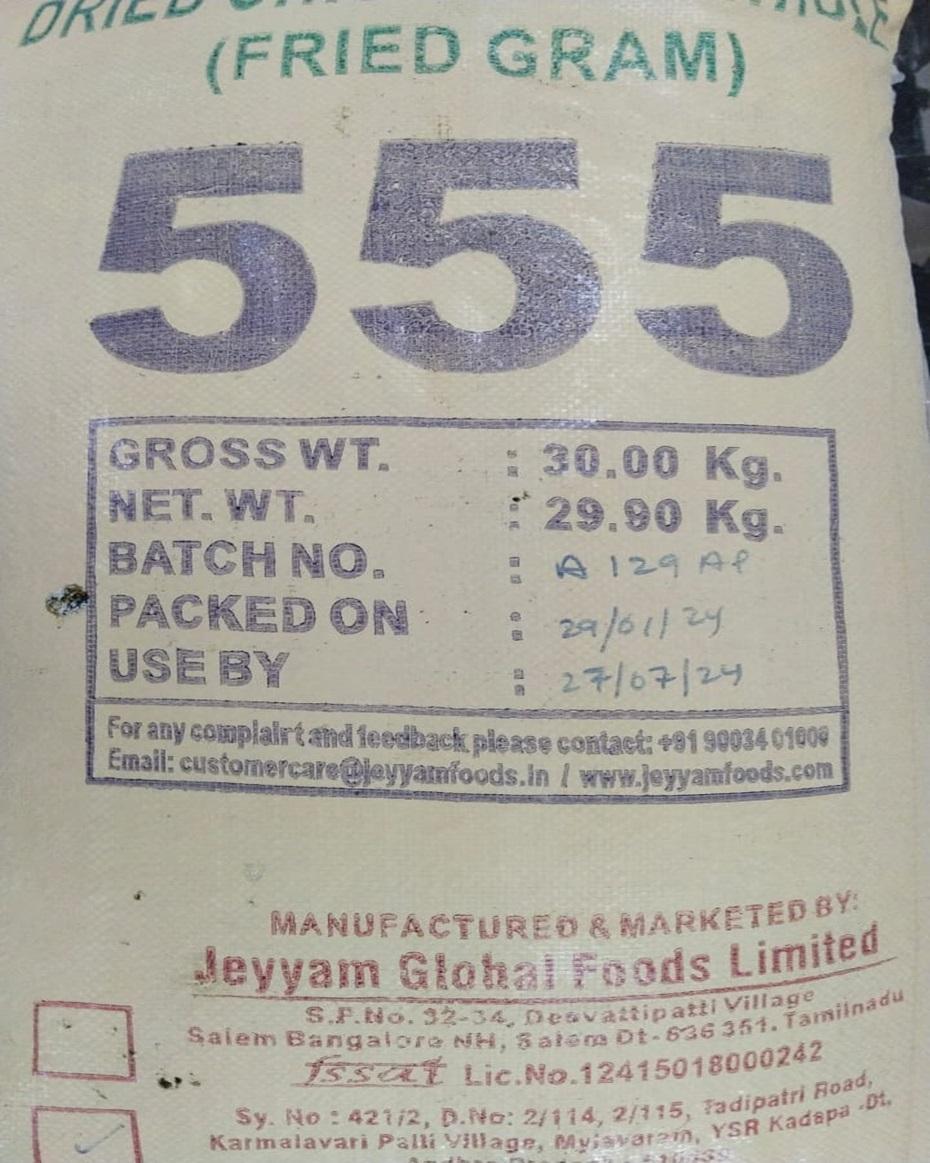 DRIED
(FRIED GRAM)
555
GROSS WT. : 30.00 Kg.
NET. WT. : 29.90 Kg.
BATCH NO. : A 129 AP
PACKED ON : 29/01/24
USE BY : 27/07/24
For any complairt and feedback please contact: +91 90034 01600
Email: customercare@jeyyamfoods.in / www.jeyyamfoods.com
MANUFACTURED & MARKETED BY:
Jeyyam Global Foods Limited
S.F.No. 32-34, Deevattipatti Village
Salem Bangalore NH, Salem Dt-636 351. Tamilnadu
fssai Lic.No.12415018000242
Sy. No : 421/2, D.No: 2/114, 2/115, Tadipatri Road,
Karmalavari Palli Village, Mylavaram, YSR Kadapa -Dt.